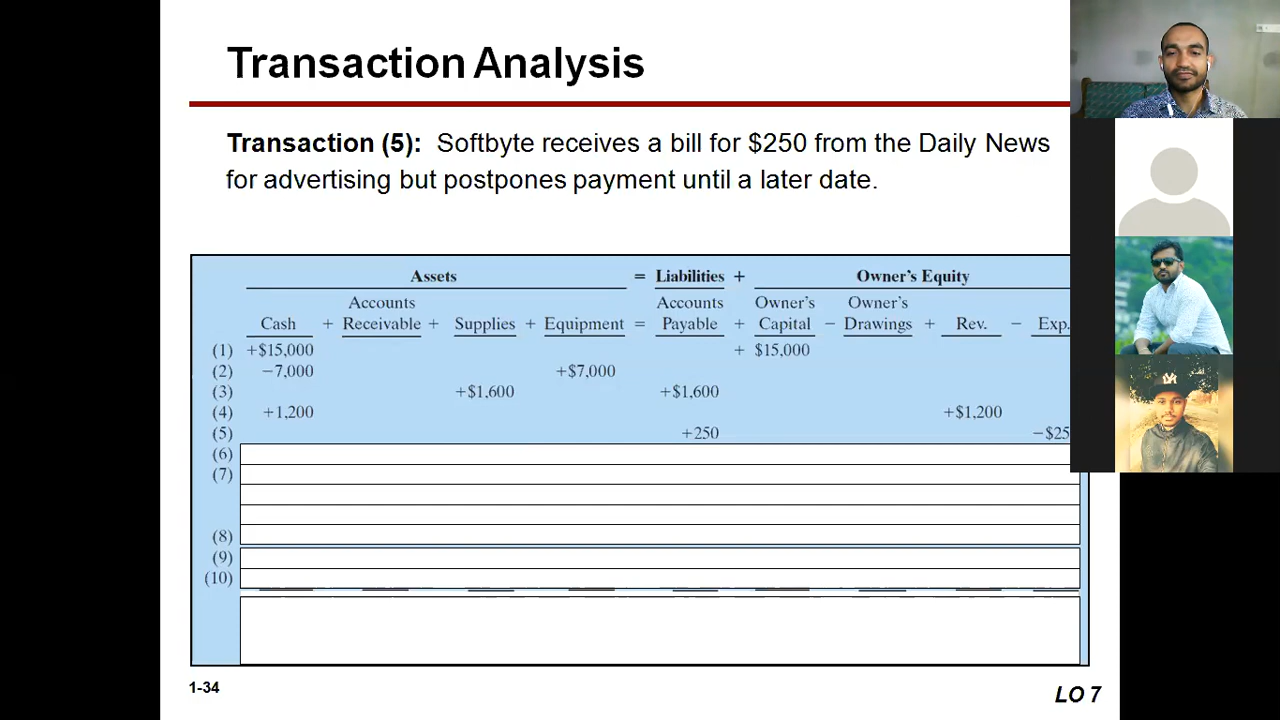 Transaction Analysis
Transaction (5): Softbyte receives a bill for $250 from the Daily News
for advertising but postpones payment until a later date.
Assets = Liabilities + Owner's Equity
Accounts Accounts Owner's Owner's
Cash + Receivable + Supplies + Equipment = Payable + Capital − Drawings + Rev. − Exp.
(1) +$15,000 + $15,000
(2) −7,000 +$7,000
(3) +$1,600 +$1,600
(4) +1,200 +$1,200
(5) +250 −$25
(6)
(7)
(8)
(9)
(10)
1-34
LO 7